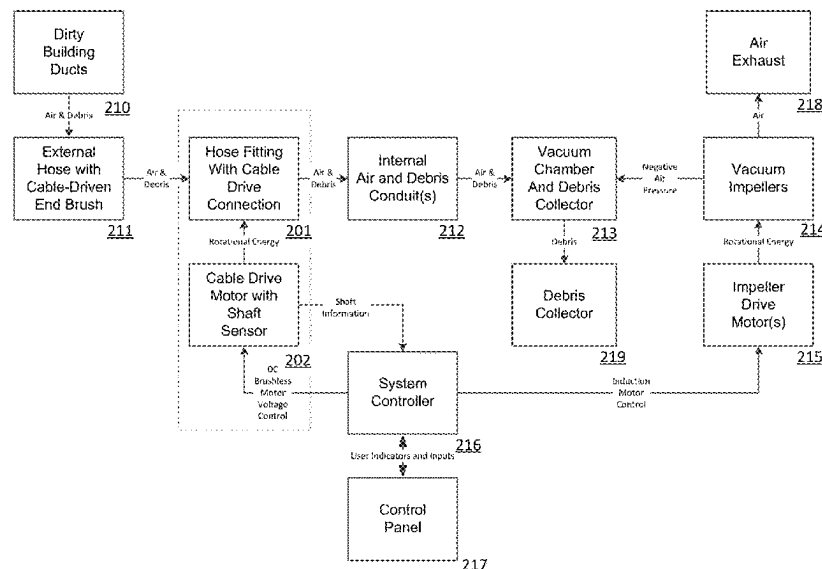 Dirty
Building
Ducts
210
Air & Debris
External
Hose with
Cable-Driven
End Brush
211
Air &
Debris
Hose Fitting
With Cable
Drive
Connection
201
Air &
Debris
Internal
Air and Debris
Conduit(s)
212
Air &
Debris
Vacuum
Chamber
And Debris
Collector
213
Negative
Air
Pressure
Vacuum
Impellers
214
Air
Air
Exhaust
218
Rotational Energy
Cable Drive
Motor with
Shaft
Sensor
202
Shaft
Information
Debris
Debris
Collector
219
Rotational Energy
Impeller
Drive
Motor(s)
215
DC
Brushless
Motor
Voltage
Control
System
Controller
216
Induction
Motor
Control
User Indicators and Inputs
Control
Panel
217